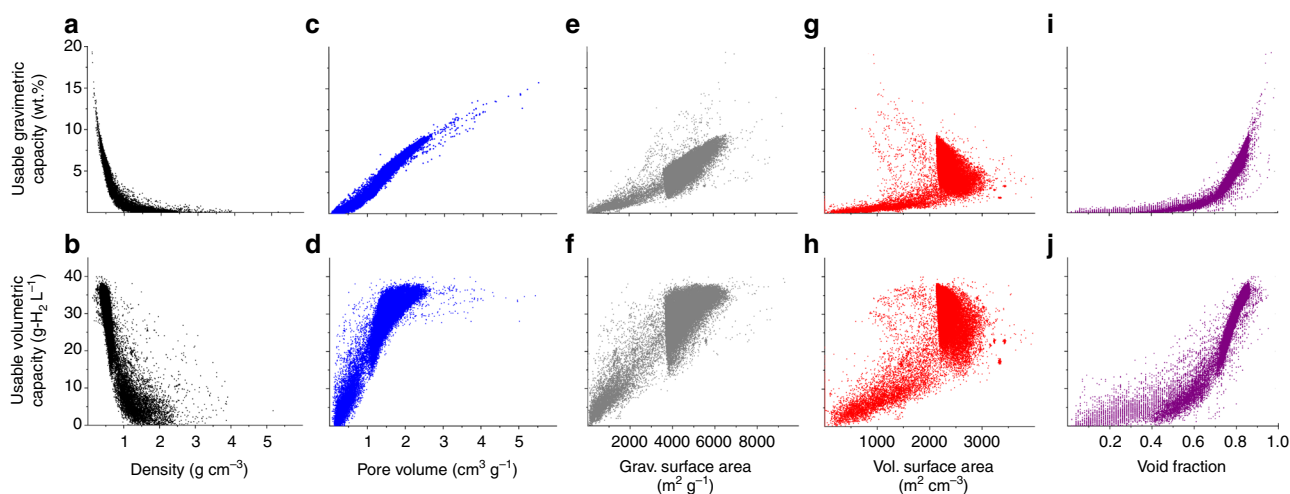 a
c
e
g
i
20
15
10
5
Usable gravimetric
capacity (wt.%)
b
d
f
h
j
40
30
20
10
0
Usable volumetric
capacity (g-H₂ L⁻¹)
1 2 3 4 5
1 2 3 4 5
2000 4000 6000 8000
1000 2000 3000
0.2 0.4 0.6 0.8 1.0
Density (g cm⁻³)
Pore volume (cm³ g⁻¹)
Grav. surface area
(m² g⁻¹)
Vol. surface area
(m² cm⁻³)
Void fraction